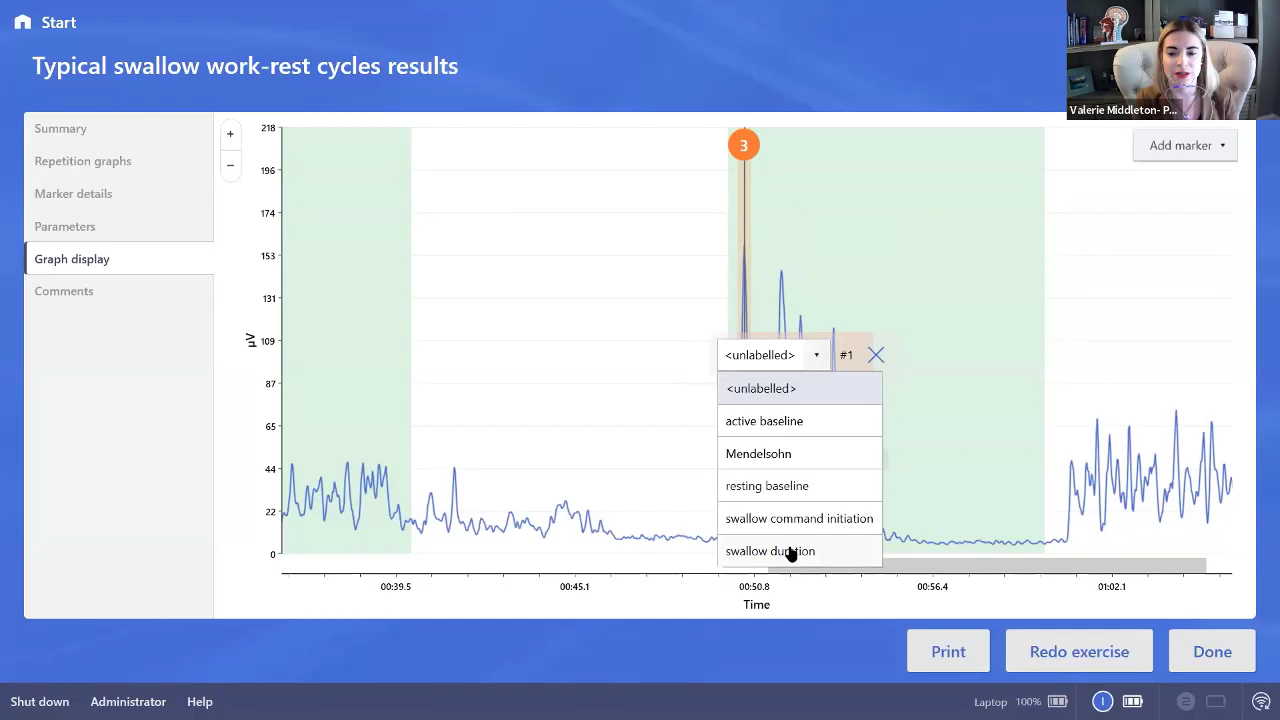 Start
Typical swallow work-rest cycles results
Valerie Middleton- P...
Summary
Repetition graphs
Marker details
Parameters
Graph display
Comments
+
−
Add marker
3
218
196
174
153
131
109
87
65
44
22
0
µV
<unlabelled>
#1
<unlabelled>
active baseline
Mendelsohn
resting baseline
swallow command initiation
swallow duration
00:39.5
00:45.1
00:50.8
00:56.4
01:02.1
Time
Print
Redo exercise
Done
Shut down
Administrator
Help
Laptop 100%
I
a